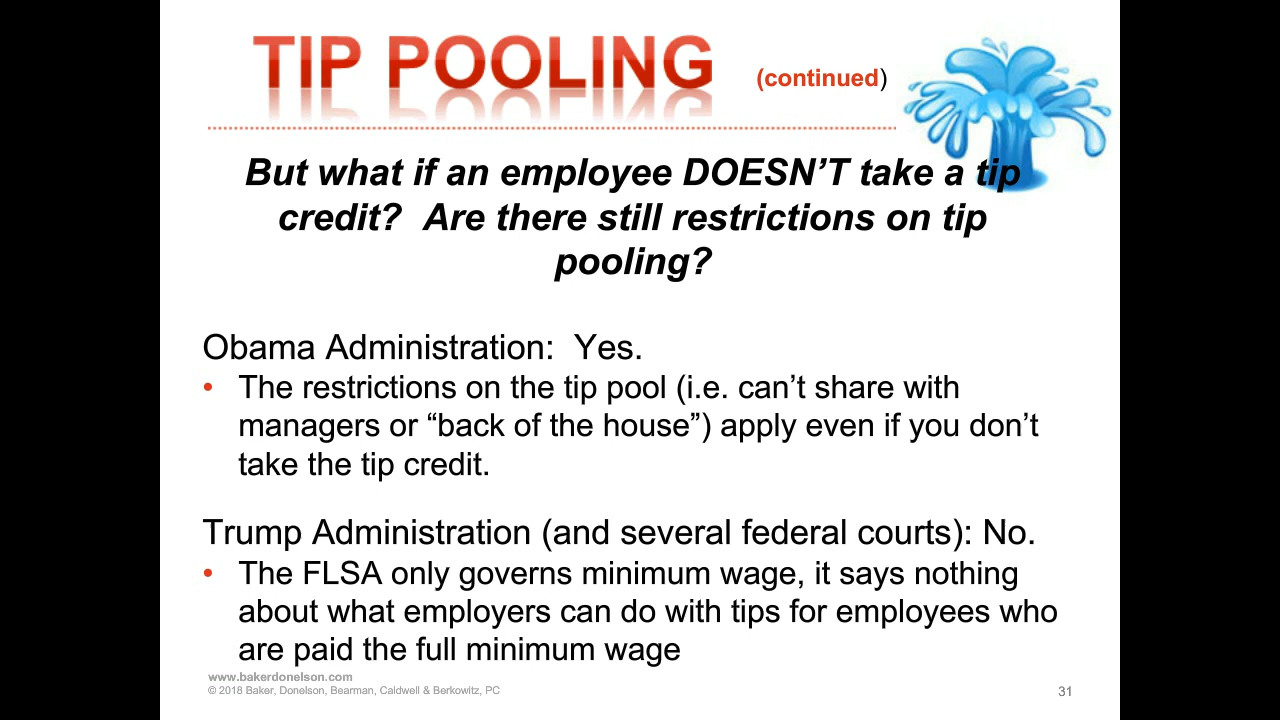 TIP POOLING (continued)
But what if an employee DOESN’T take a tip
credit?  Are there still restrictions on tip
pooling?
Obama Administration:  Yes.
• The restrictions on the tip pool (i.e. can’t share with
managers or “back of the house”) apply even if you don’t
take the tip credit.
Trump Administration (and several federal courts): No.
• The FLSA only governs minimum wage, it says nothing
about what employers can do with tips for employees who
are paid the full minimum wage
www.bakerdonelson.com
© 2018 Baker, Donelson, Bearman, Caldwell & Berkowitz, PC
31